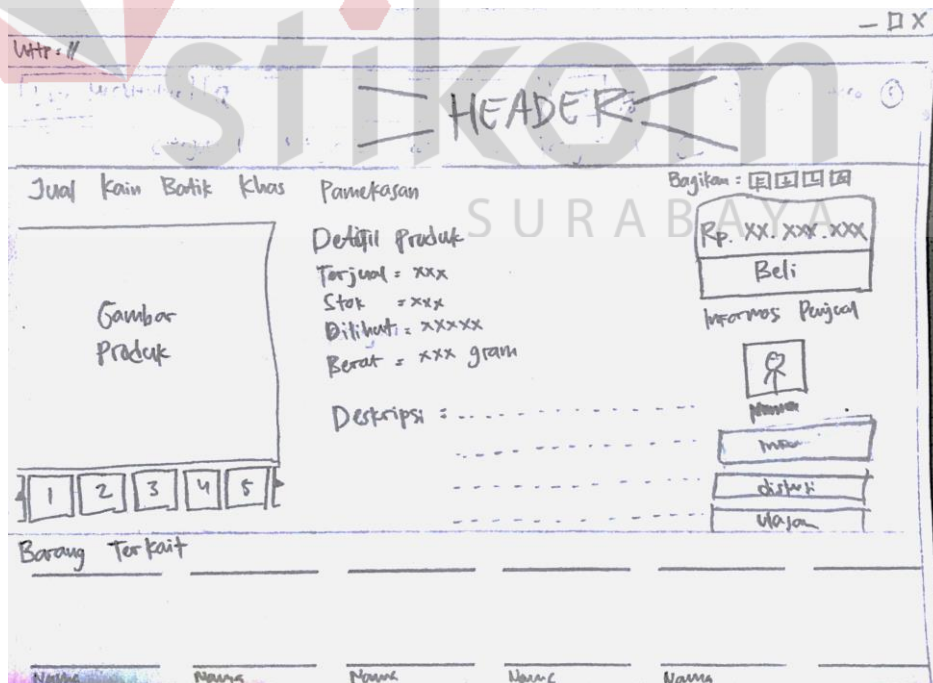 stikom
SURABAYA
http://
HEADER
Jual Kain Batik Khas Pamekasan
Bagikan :
Detail Produk
Terjual = xxx
Stok = xxx
Dilihat = xxxxx
Berat = xxx gram
Deskripsi :
Gambar
Produk
1 2 3 4 5
Rp. XX.XXX.XXX
Beli
Informasi Penjual
Nama
diskusi
ulasan
Barang Terkait
Nama Nama Nama Nama Nama